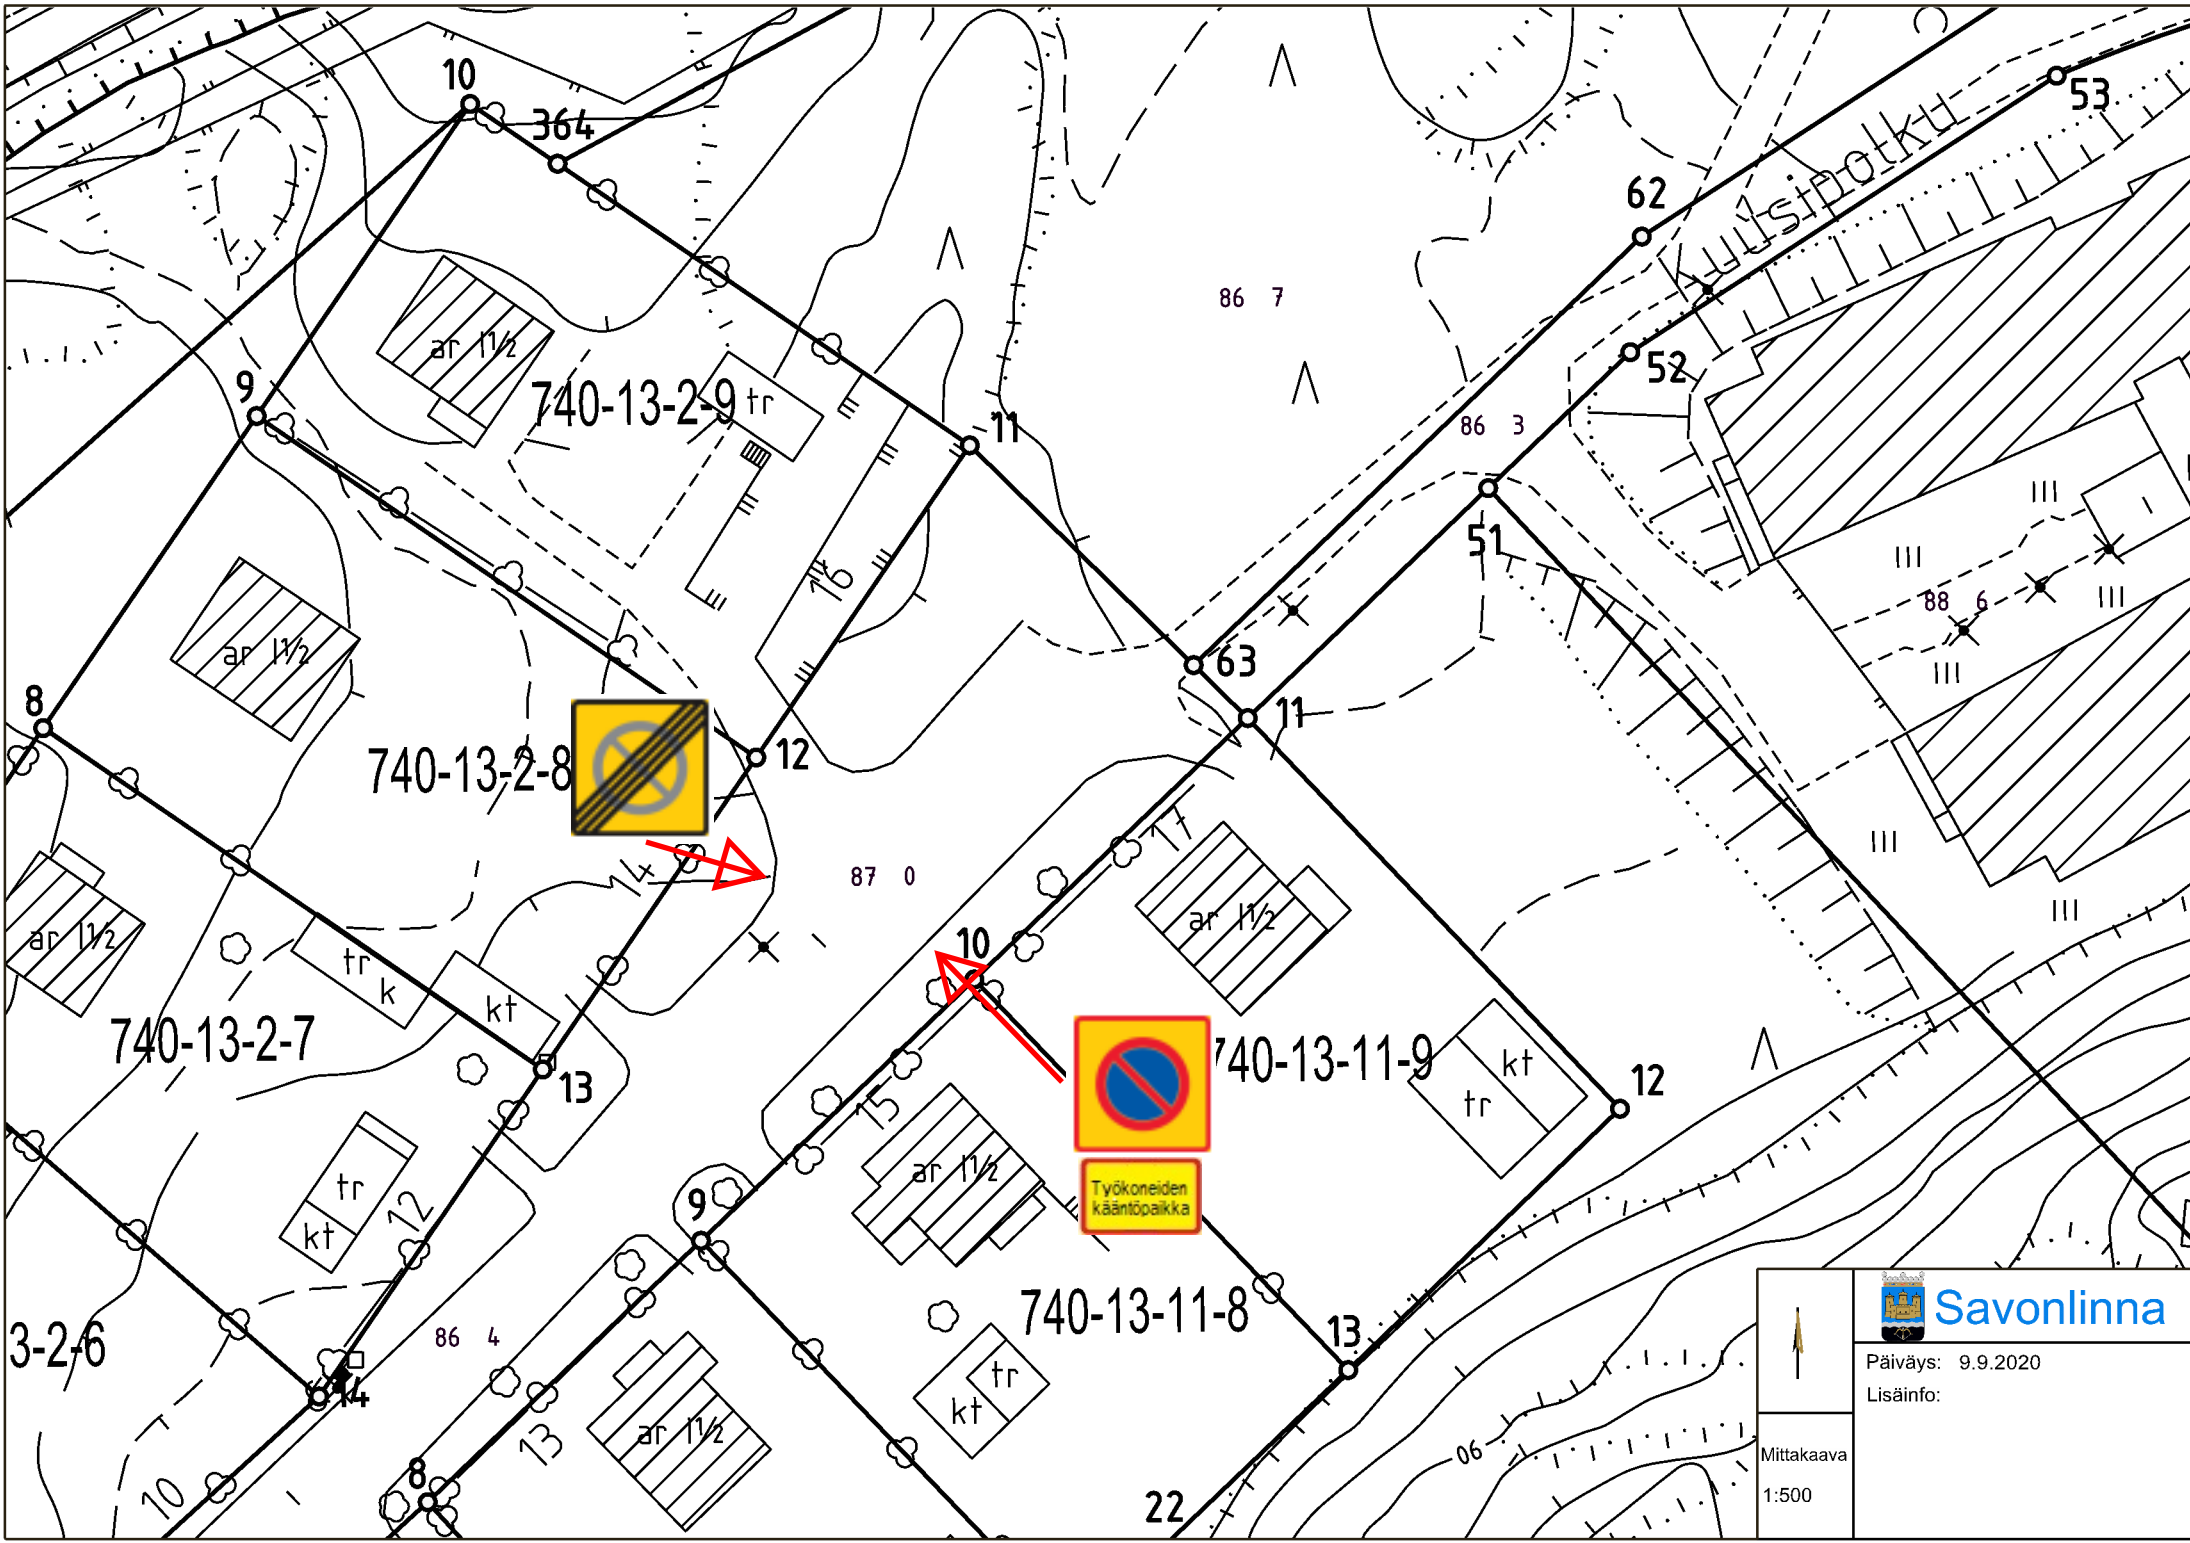 10
364
53
Kuusipolku
62
86 7
ar I½
52
9
740-13-2-9
tr
11
86 3
51
III
16
III
88 6
III
ar I½
63
III
8
11
12
740-13-2-8
17
III
14
87 0
ar I½
III
10
ar I½
tr
k
kt
740-13-2-7
740-13-11-9
kt
tr
12
13
15
ar I½
tr
kt
12
Työkoneiden
kääntöpaikka
9
740-13-11-8
13
3-2-6
86 4
14
tr
kt
ar I½
13
8
10
22
90
Savonlinna
Päiväys: 9.9.2020
Lisäinfo:
Mittakaava
1:500